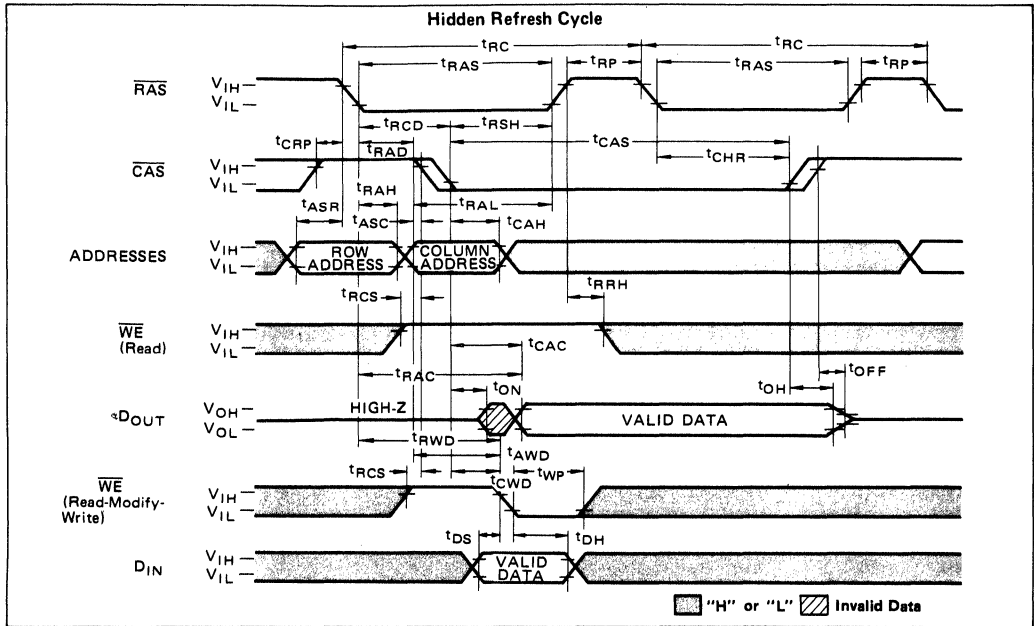 Hidden Refresh Cycle
tRC tRC
tRAS tRP tRAS tRP
RAS VIH
VIL
tRCD tRSH
tCRP tRAD tCAS
tCHR
CAS VIH
VIL
tRAH tRAL
tASR tASC tCAH
ADDRESSES VIH
VIL
ROW ADDRESS
COLUMN ADDRESS
tRCS tRRH
WE (Read) VIH
VIL
tCAC
tRAC tOFF
tON tOH
DOUT VOH
VOL
HIGH-Z VALID DATA
tRWD
tAWD
tRCS tCWD tWP
WE (Read-Modify-Write) VIH
VIL
tDS tDH
DIN VIH
VIL
VALID DATA
"H" or "L" Invalid Data